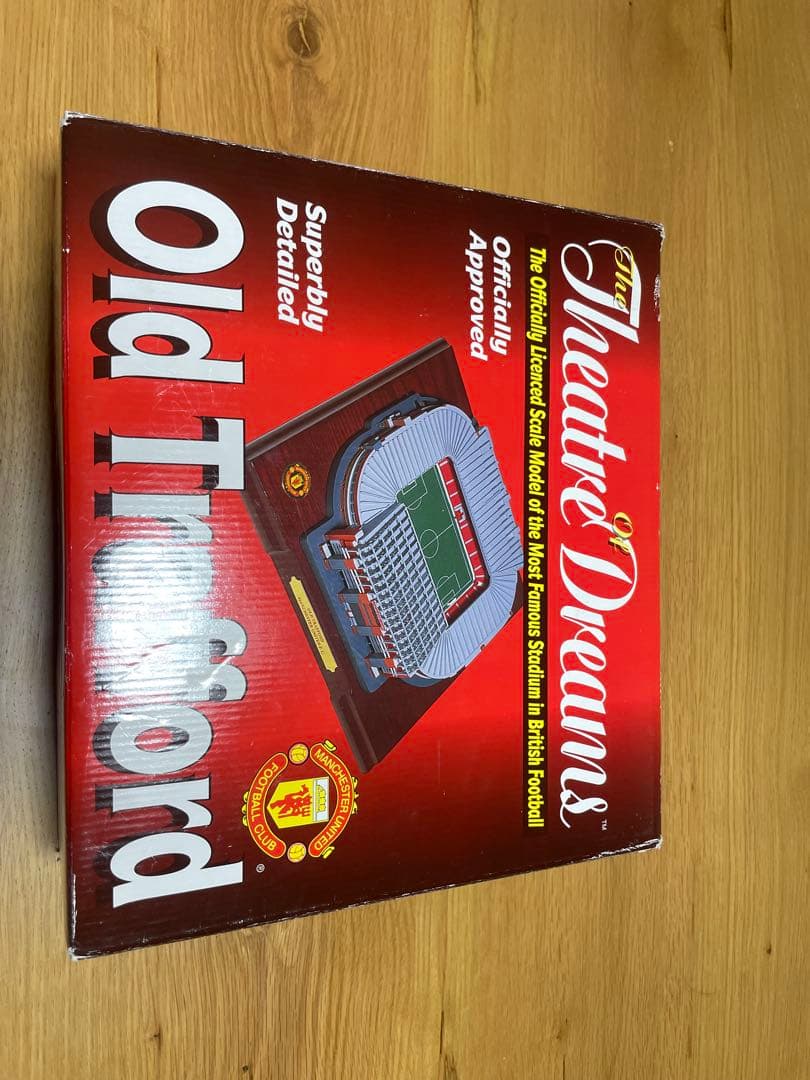 The Theatre OF Dreams™
The Officially Licenced Scale Model of the Most Famous Stadium in British Football
Officially
Approved
Superbly
Detailed
MANCHESTER UNITED
FOOTBALL CLUB
®
Old Trafford